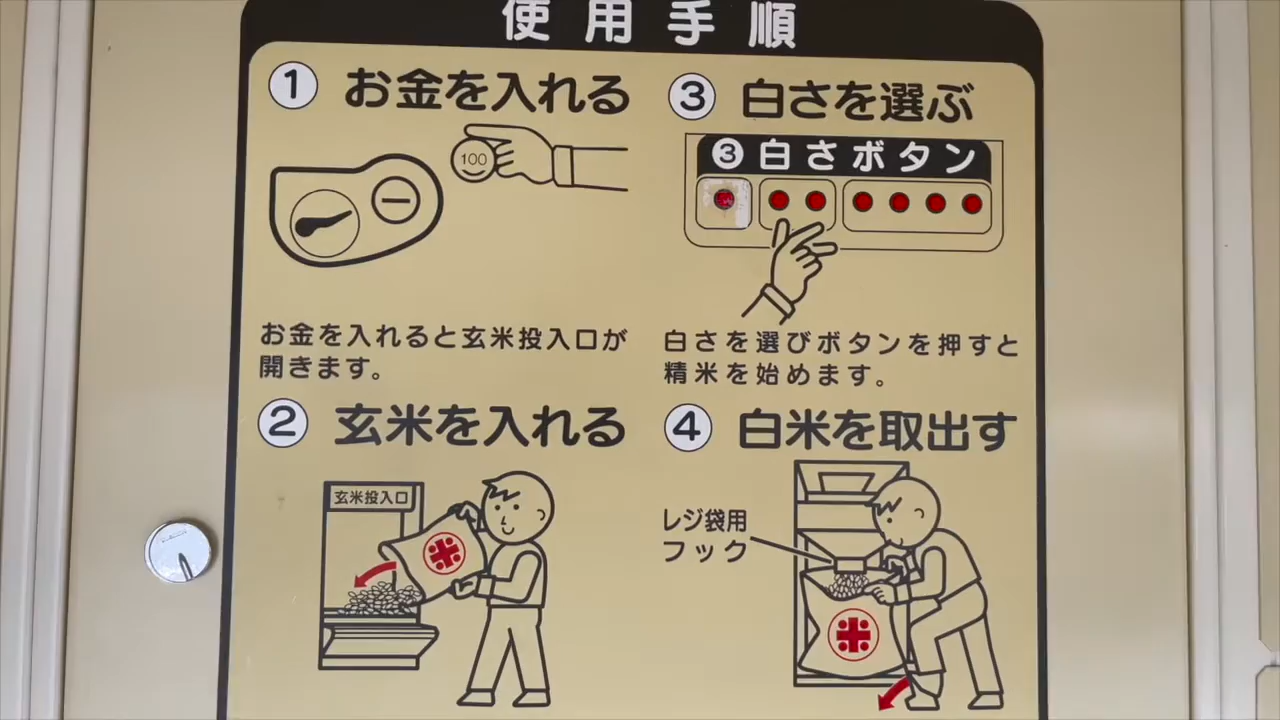 使用手順
① お金を入れる
100
お金を入れると玄米投入口が
開きます。
② 玄米を入れる
玄米投入口
米
③ 白さを選ぶ
③ 白さボタン
白さを選びボタンを押すと
精米を始めます。
④ 白米を取出す
レジ袋用
フック
米